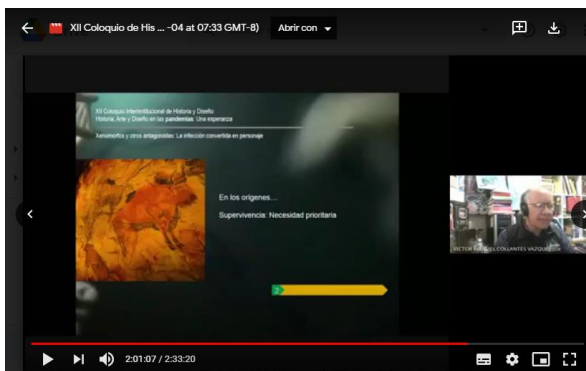 XII Coloquio de His ... -04 at 07:33 GMT-8)
Abrir con
XII Coloquio Interinstitucional de Historia y Diseño
Historia, Arte y Diseño en las pandemias: Una esperanza
Xenomorfos y otros antagonistas: La infección convertida en personaje
En los orígenes...
Supervivencia: Necesidad prioritaria
2
COLLANTES VAZQUEZ
2:01:07 / 2:33:20